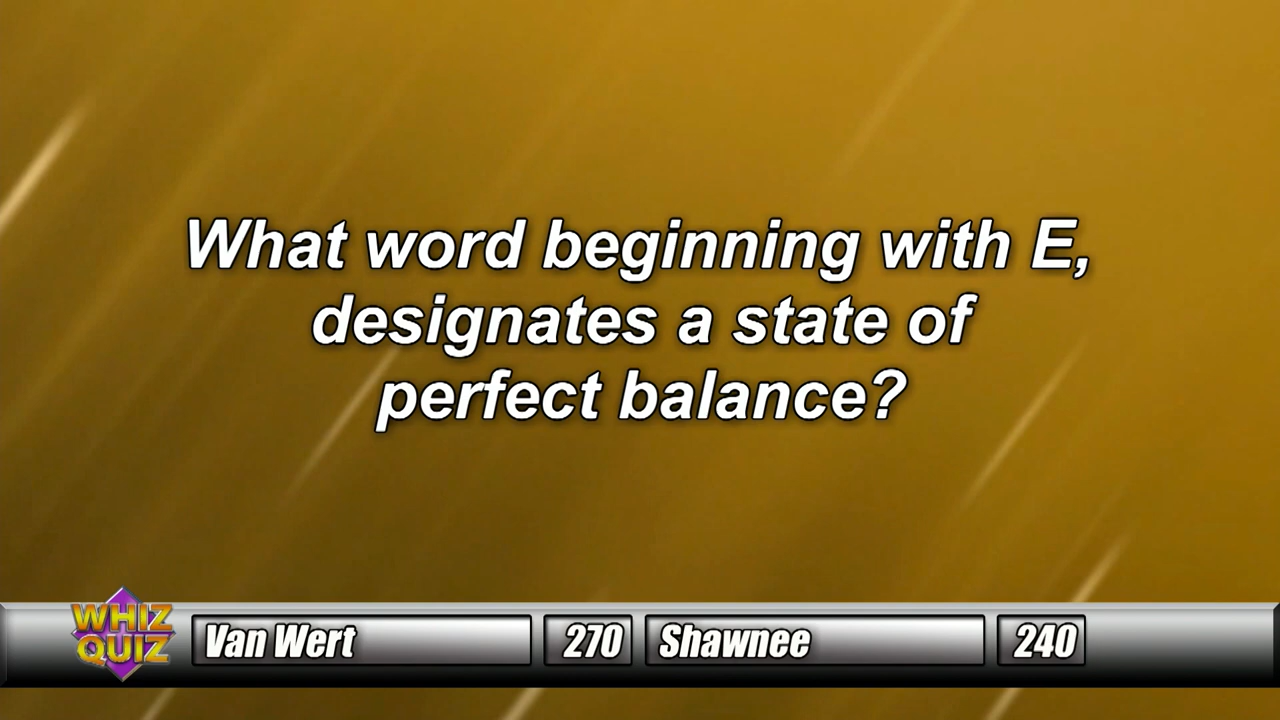 What word beginning with E,
designates a state of
perfect balance?
WHIZ
QUIZ
Van Wert 270 Shawnee 240